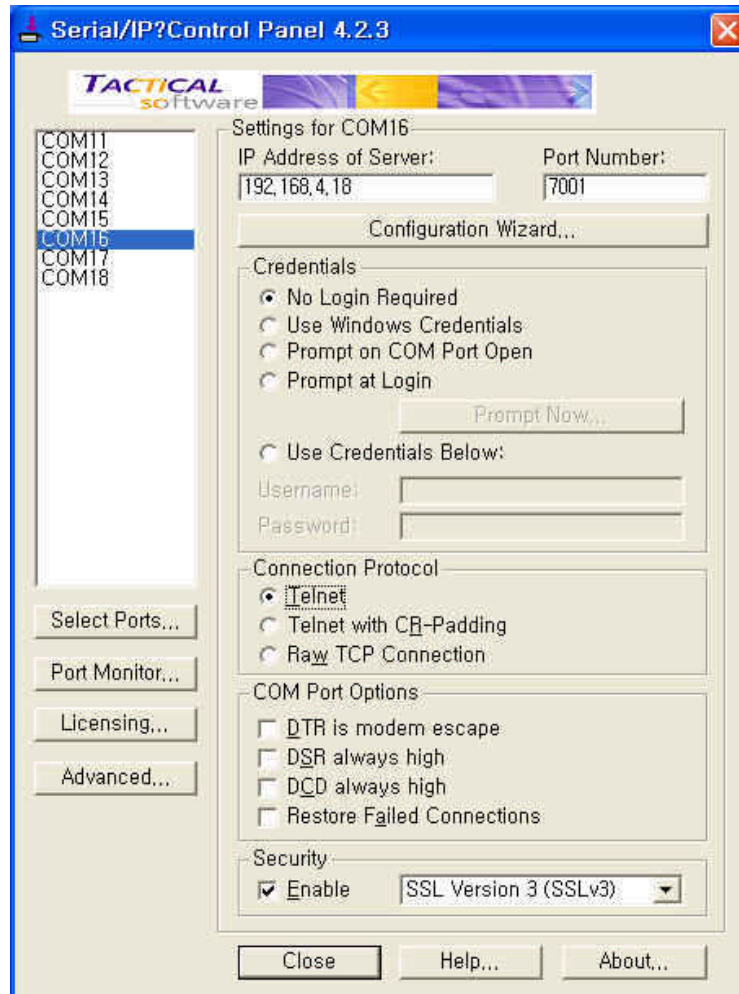 Serial/IP?Control Panel 4.2.3
TACTICAL
software
COM11
COM12
COM13
COM14
COM15
COM16
COM17
COM18
Select Ports...
Port Monitor...
Licensing...
Advanced...
Settings for COM16
IP Address of Server: Port Number:
192.168.4.18 7001
Configuration Wizard...
Credentials
No Login Required
Use Windows Credentials
Prompt on COM Port Open
Prompt at Login
Prompt Now...
Use Credentials Below:
Username:
Password:
Connection Protocol
Telnet
Telnet with CR-Padding
Raw TCP Connection
COM Port Options
DTR is modem escape
DSR always high
DCD always high
Restore Failed Connections
Security
Enable SSL Version 3 (SSLv3)
Close Help... About...